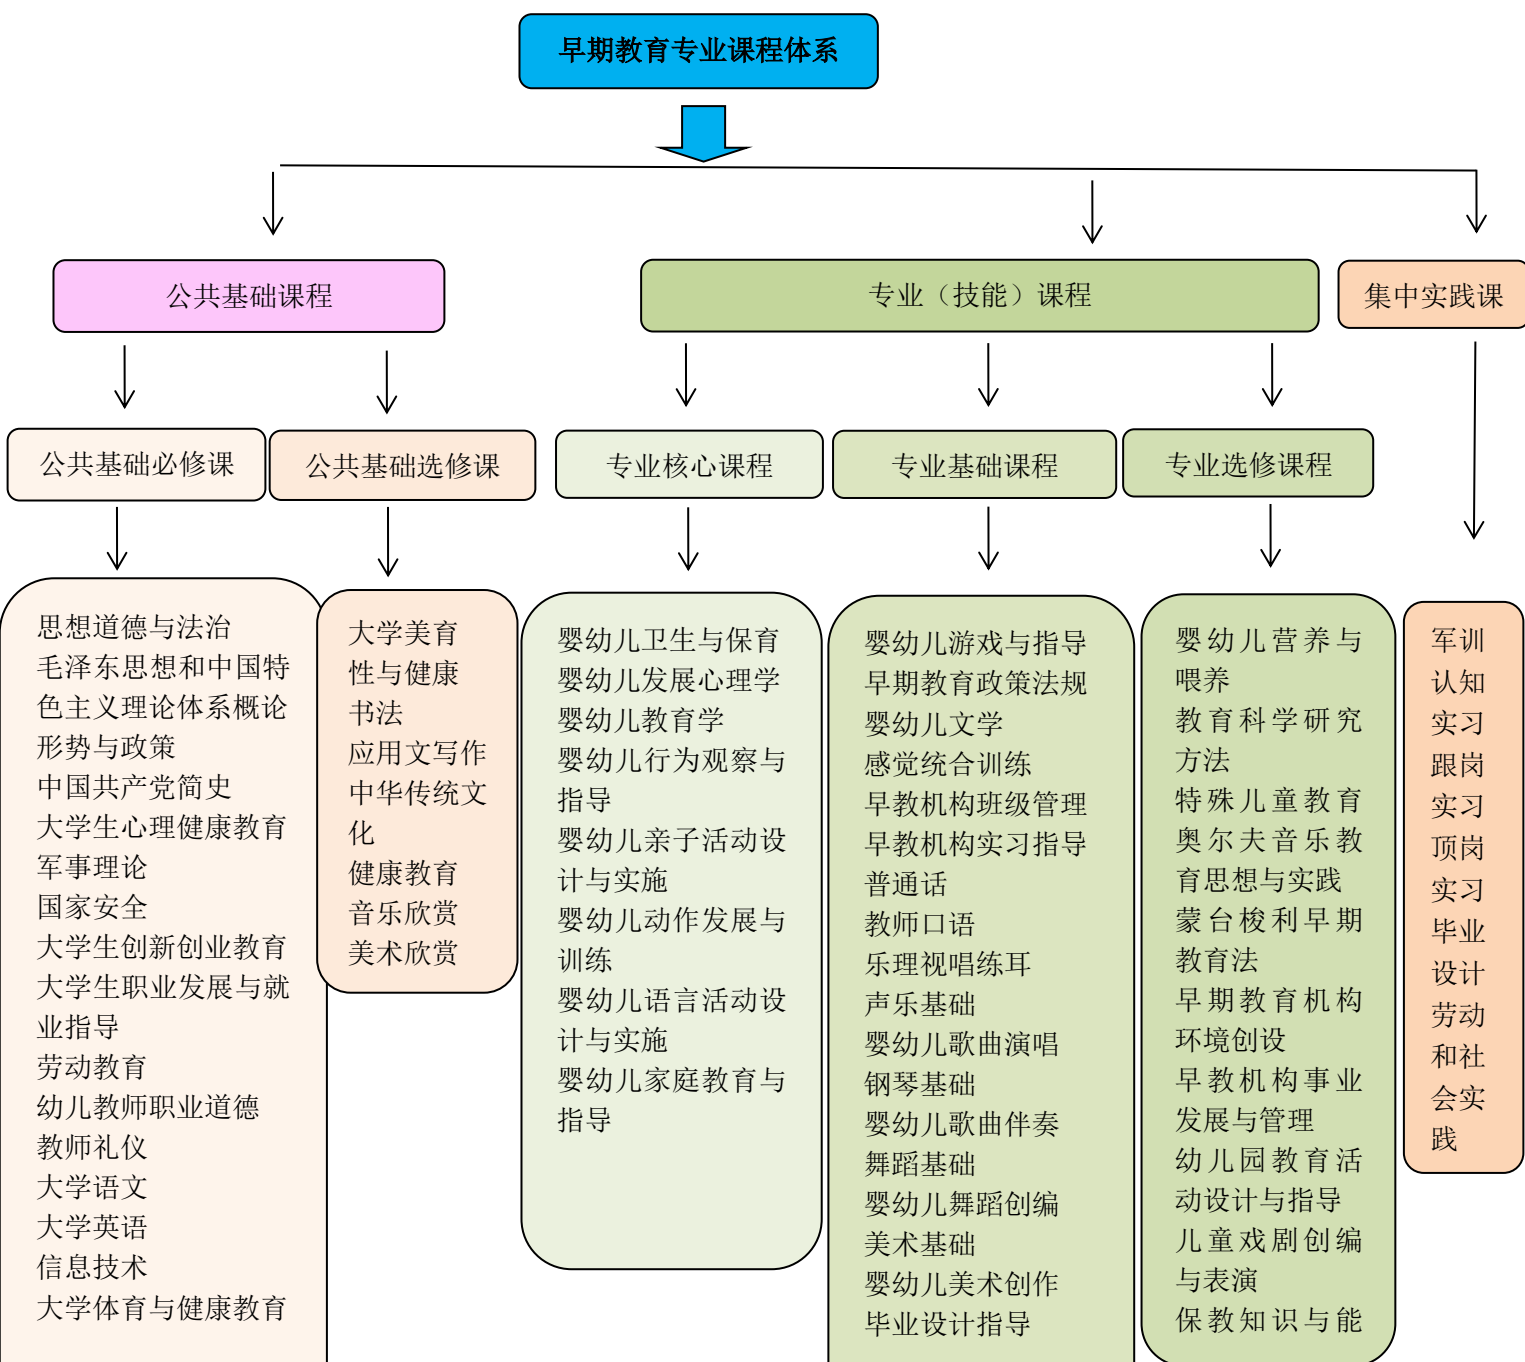 早期教育专业课程体系
公共基础课程
专业（技能）课程
集中实践课
公共基础必修课
公共基础选修课
专业核心课程
专业基础课程
专业选修课程
思想道德与法治
毛泽东思想和中国特
色主义理论体系概论
形势与政策
中国共产党简史
大学生心理健康教育
军事理论
国家安全
大学生创新创业教育
大学生职业发展与就
业指导
劳动教育
幼儿教师职业道德
教师礼仪
大学语文
大学英语
信息技术
大学体育与健康教育
大学美育
性与健康
书法
应用文写作
中华传统文
化
健康教育
音乐欣赏
美术欣赏
婴幼儿卫生与保育
婴幼儿发展心理学
婴幼儿教育学
婴幼儿行为观察与
指导
婴幼儿亲子活动设
计与实施
婴幼儿动作发展与
训练
婴幼儿语言活动设
计与实施
婴幼儿家庭教育与
指导
婴幼儿游戏与指导
早期教育政策法规
婴幼儿文学
感觉统合训练
早教机构班级管理
早教机构实习指导
普通话
教师口语
乐理视唱练耳
声乐基础
婴幼儿歌曲演唱
钢琴基础
婴幼儿歌曲伴奏
舞蹈基础
婴幼儿舞蹈创编
美术基础
婴幼儿美术创作
毕业设计指导
婴幼儿营养与
喂养
教育科学研究
方法
特殊儿童教育
奥尔夫音乐教
育思想与实践
蒙台梭利早期
教育法
早期教育机构
环境创设
早教机构事业
发展与管理
幼儿园教育活
动设计与指导
儿童戏剧创编
与表演
保教知识与能
军训
认知
实习
跟岗
实习
顶岗
实习
毕业
设计
劳动
和社
会实
践